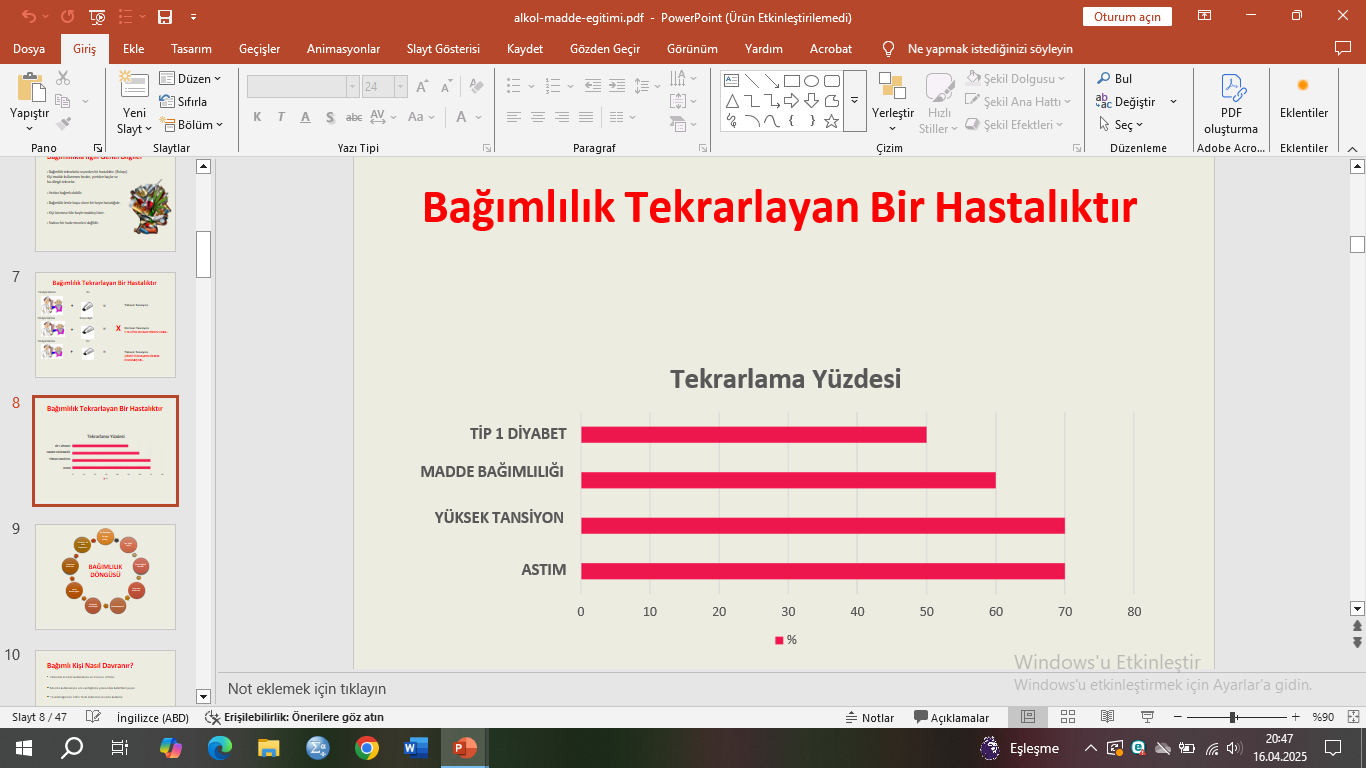 alkol-madde-egitimi.pdf - PowerPoint (Ürün Etkinleştirilemedi)
Oturum açın
Dosya Giriş Ekle Tasarım Geçişler Animasyonlar Slayt Gösterisi Kaydet Gözden Geçir Görünüm Yardım Acrobat Ne yapmak istediğinizi söyleyin
Yapıştır
Yeni Slayt
Düzen
Sıfırla
Bölüm
24
K T A S abc AV Aa A
Yerleştir
Hızlı Stiller
Şekil Dolgusu
Şekil Ana Hattı
Şekil Efektleri
Bul
Değiştir
Seç
PDF oluşturma
Eklentiler
Pano Slaytlar Yazı Tipi Paragraf Çizim Düzenleme Adobe Acro... Eklentiler
7
Bağımlılık Tekrarlayan Bir Hastalıktır
8
Bağımlılık Tekrarlayan Bir Hastalıktır
Tekrarlama Yüzdesi
9
BAĞIMLILIK
DÖNGÜSÜ
10
Bağımlı Kişi Nasıl Davranır?
Bağımlılık Tekrarlayan Bir Hastalıktır
Tekrarlama Yüzdesi
TİP 1 DİYABET
MADDE BAĞIMLILIĞI
YÜKSEK TANSİYON
ASTIM
0 10 20 30 40 50 60 70 80
%
Windows'u Etkinleştir
Windows'u etkinleştirmek için Ayarlar'a gidin.
Not eklemek için tıklayın
Slayt 8 / 47 İngilizce (ABD) Erişilebilirlik: Önerilere göz atın Notlar Açıklamalar %90
Eşleşme
20:47
16.04.2025